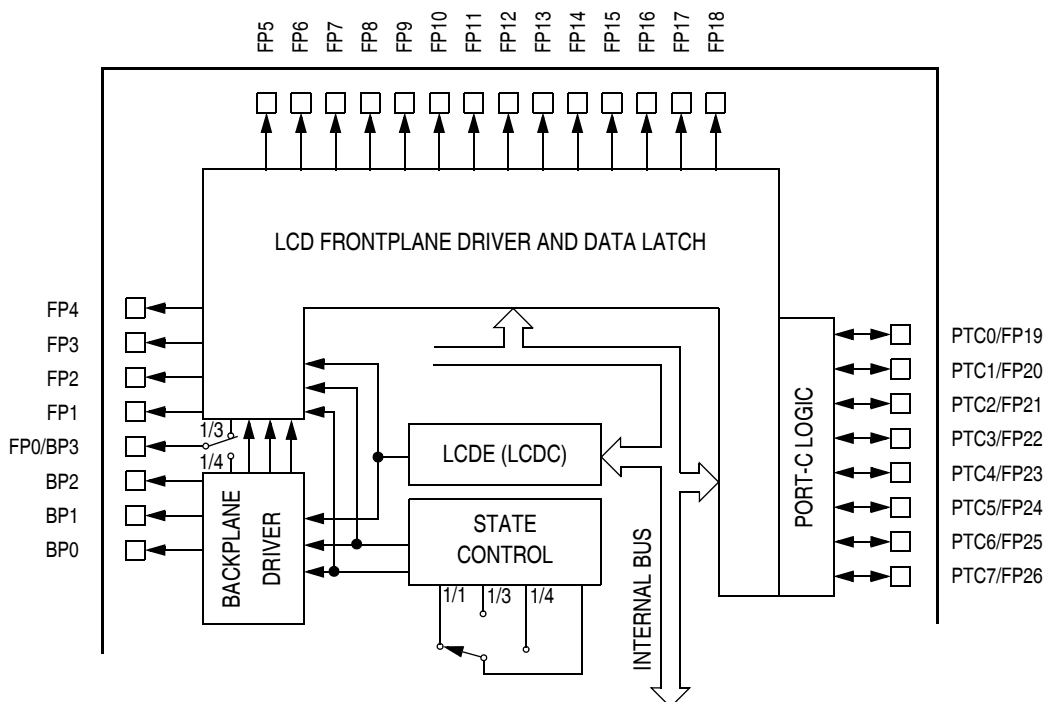 FP5
FP6
FP7
FP8
FP9
FP10
FP11
FP12
FP13
FP14
FP15
FP16
FP17
FP18
LCD FRONTPLANE DRIVER AND DATA LATCH
FP4
FP3
FP2
FP1
FP0/BP3
BP2
BP1
BP0
1/3
1/4
BACKPLANE
DRIVER
LCDE (LCDC)
STATE
CONTROL
1/1
1/3
1/4
INTERNAL BUS
PORT-C LOGIC
PTC0/FP19
PTC1/FP20
PTC2/FP21
PTC3/FP22
PTC4/FP23
PTC5/FP24
PTC6/FP25
PTC7/FP26